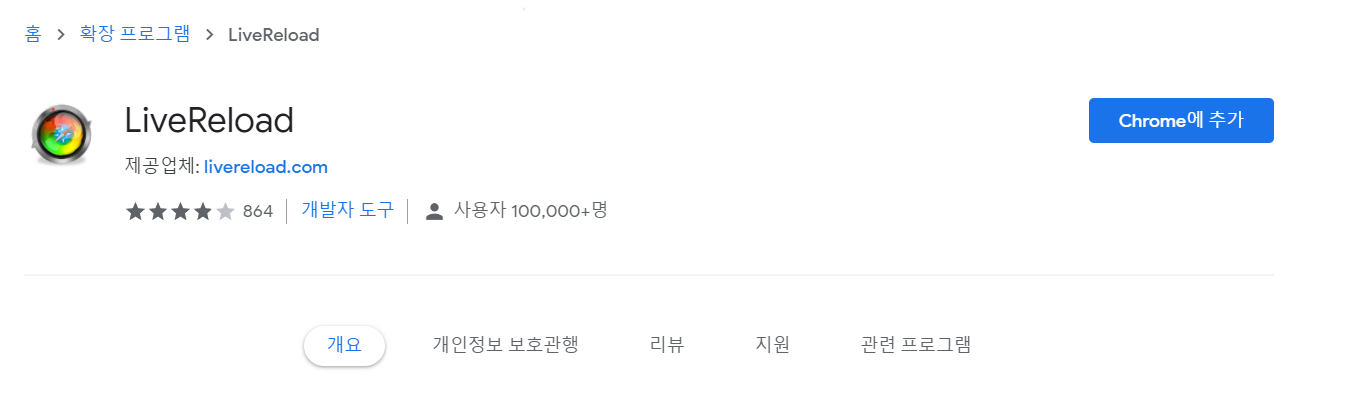 홈 > 확장 프로그램 > LiveReload
LiveReload
Chrome에 추가
제공업체: livereload.com
864 개발자 도구 사용자 100,000+명
개요 개인정보 보호관행 리뷰 지원 관련 프로그램